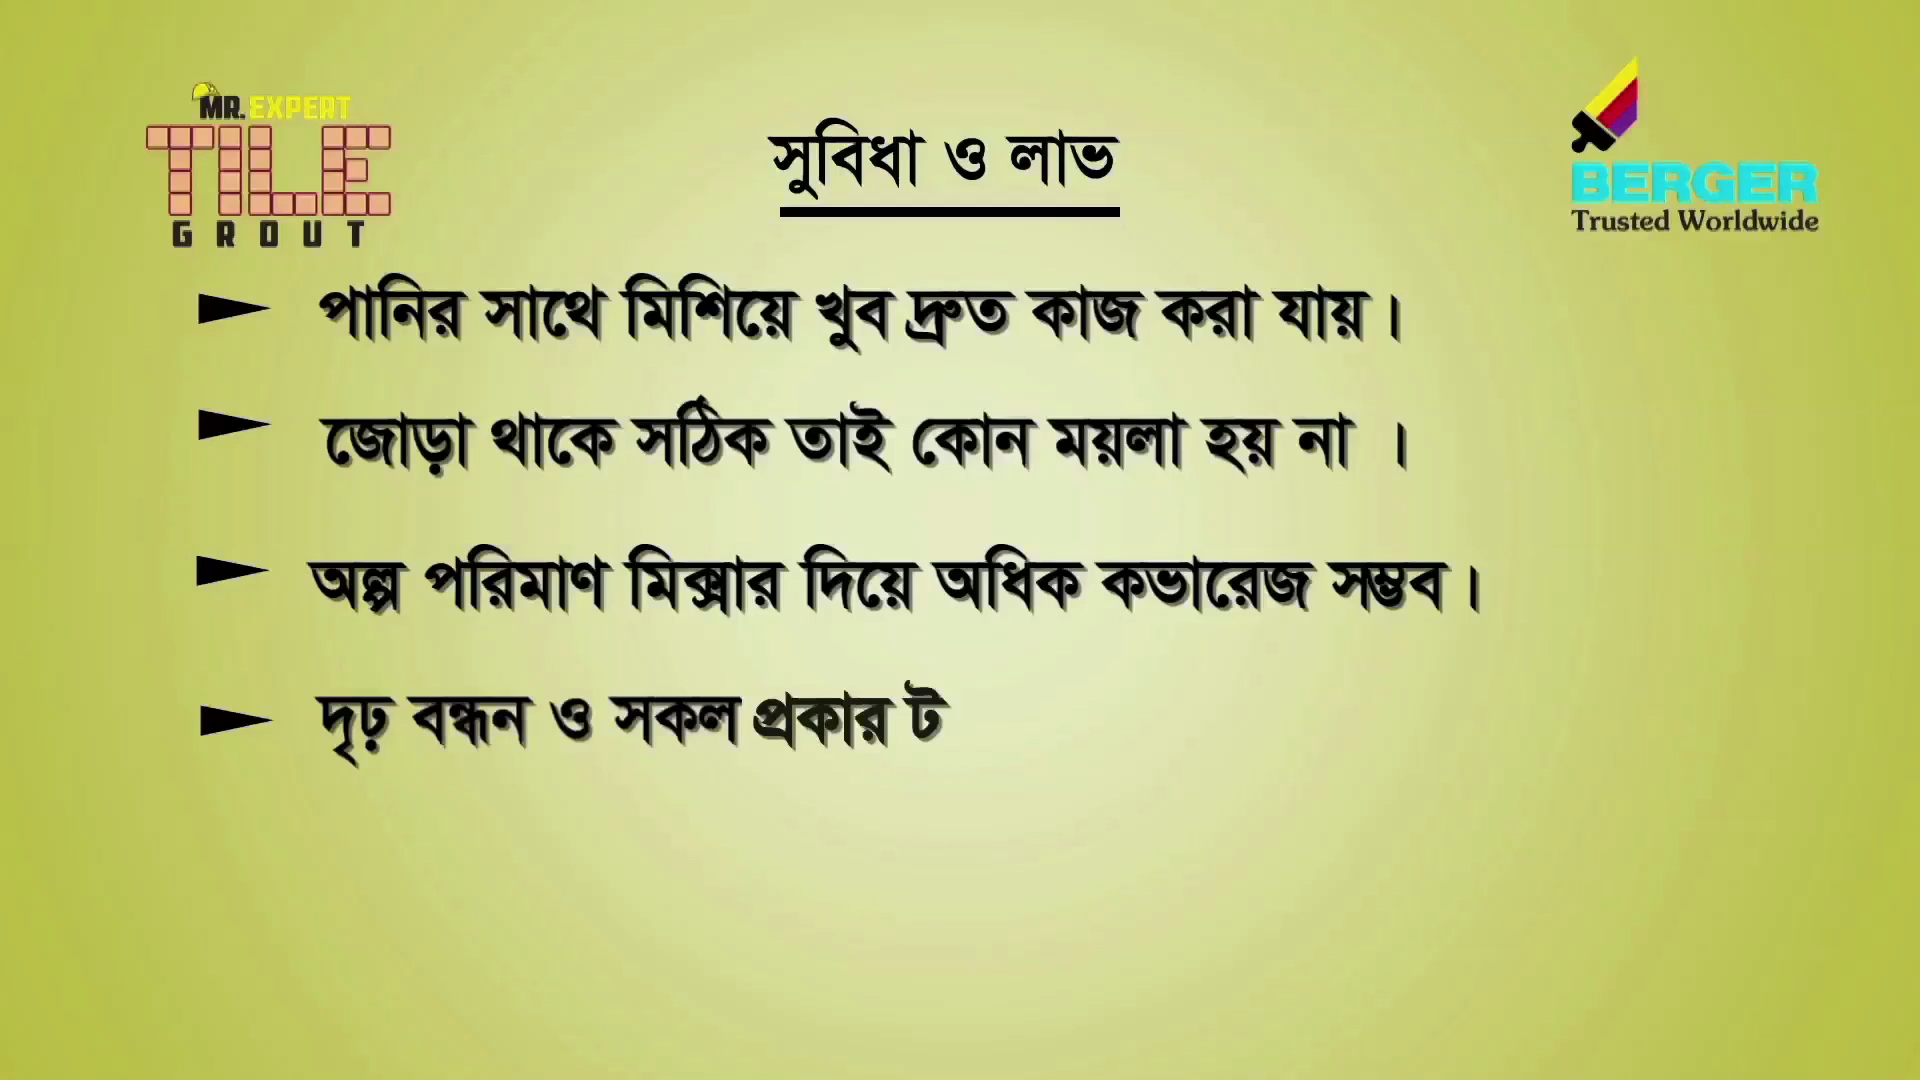 MR. EXPERT
TILE
GROUT
BERGER
Trusted Worldwide
সুবিধা ও লাভ
পানির সাথে মিশিয়ে খুব দ্রুত কাজ করা যায়।
জোড়া থাকে সঠিক তাই কোন ময়লা হয় না ।
অল্প পরিমাণ মিক্সার দিয়ে অধিক কভারেজ সম্ভব।
দৃঢ় বন্ধন ও সকল প্রকার ট